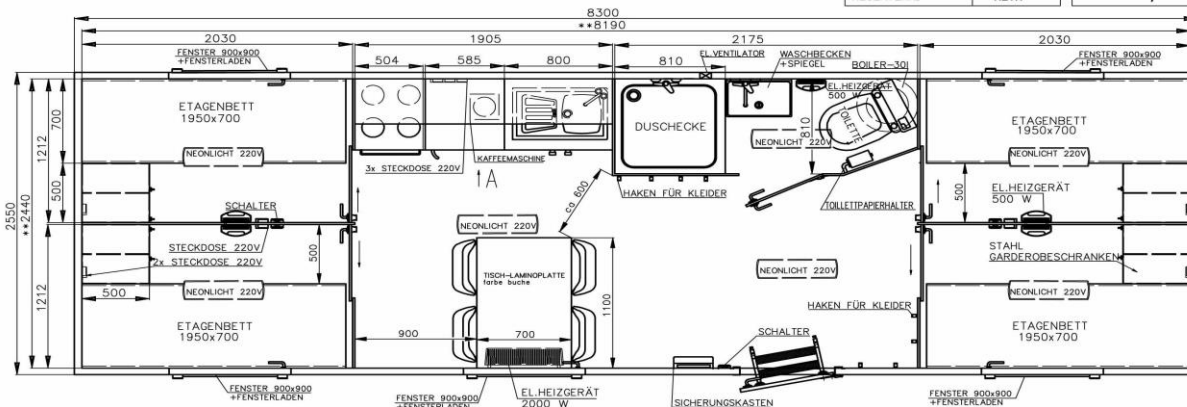 8300
**8190
2030
1905
2175
2030
FENSTER 900x900
+FENSTERLADEN
504
585
800
810
EL.VENTILATOR
WASCHBECKEN
+SPIEGEL
BOILER-30l
FENSTER 900x900
+FENSTERLADEN
ETAGENBETT
1950x700
DUSCHECKE
EL.HEIZGERÄT
500 W
TOILETTE
810
ETAGENBETT
1950x700
2550
**2440
1212
700
500
NEONLICHT 220V
KAFFEEMASCHINE
3x STECKDOSE 220V
A
NEONLICHT 220V
NEONLICHT 220V
HAKEN FÜR KLEIDER
TOILETTPAPIERHALTER
500
EL.HEIZGERÄT
500 W
ca 600
SCHALTER
STECKDOSE 220V
2x STECKDOSE 220V
NEONLICHT 220V
500
500
1212
TISCH-LAMINOPLATTE
farbe buche
NEONLICHT 220V
STAHL
GARDEROBESCHRANKEN
NEONLICHT 220V
NEONLICHT 220V
ETAGENBETT
1950x700
900
700
1100
HAKEN FÜR KLEIDER
SCHALTER
ETAGENBETT
1950x700
FENSTER 900x900
+FENSTERLADEN
FENSTER 900x900
+FENSTERLADEN
EL.HEIZGERÄT
2000 W
SICHERUNGSKASTEN
FENSTER 900x900
+FENSTERLADEN